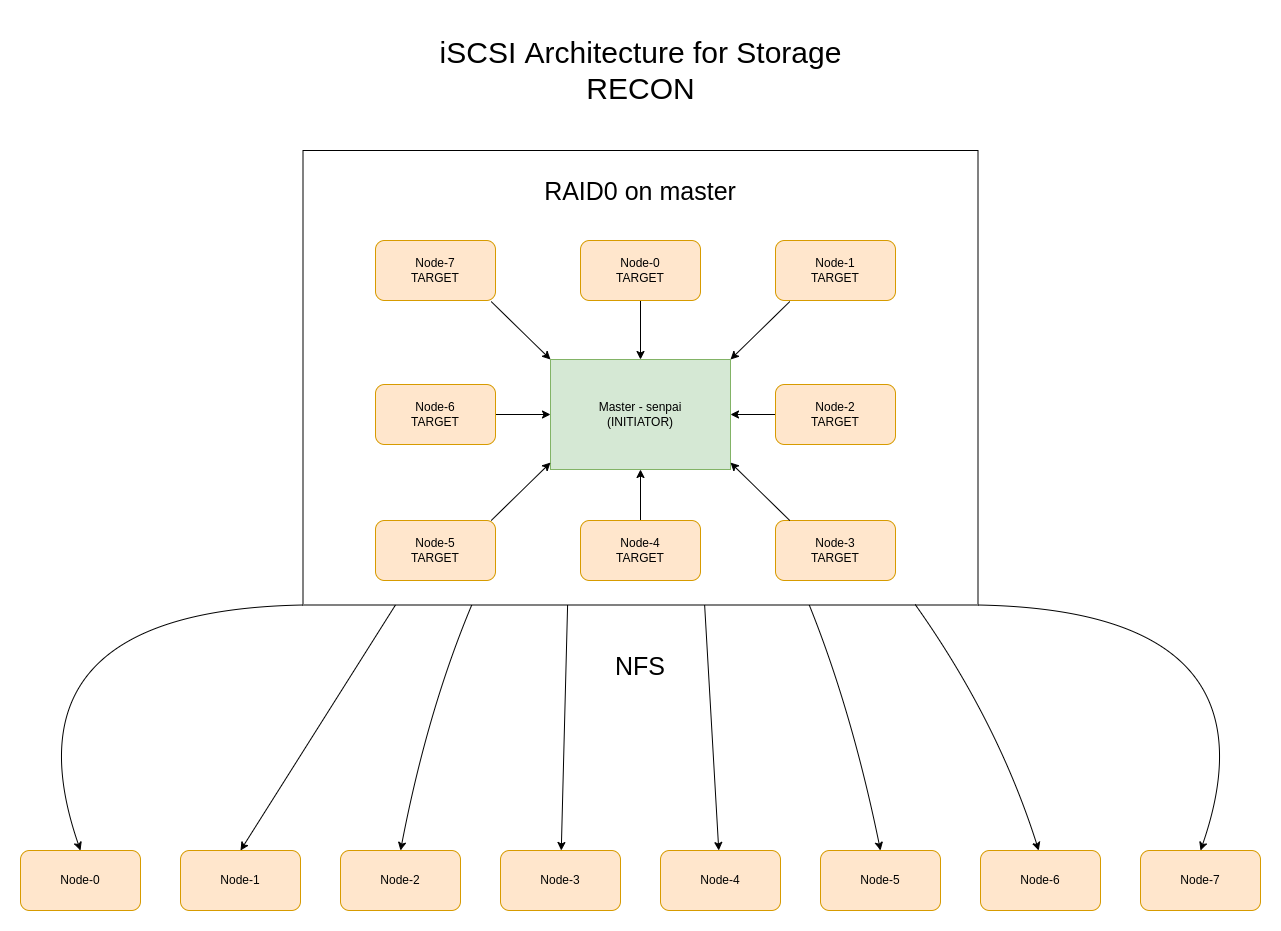 iSCSI Architecture for Storage
RECON
RAID0 on master
Node-7
TARGET
Node-0
TARGET
Node-1
TARGET
Node-6
TARGET
Master - senpai
(INITIATOR)
Node-2
TARGET
Node-5
TARGET
Node-4
TARGET
Node-3
TARGET
NFS
Node-0
Node-1
Node-2
Node-3
Node-4
Node-5
Node-6
Node-7